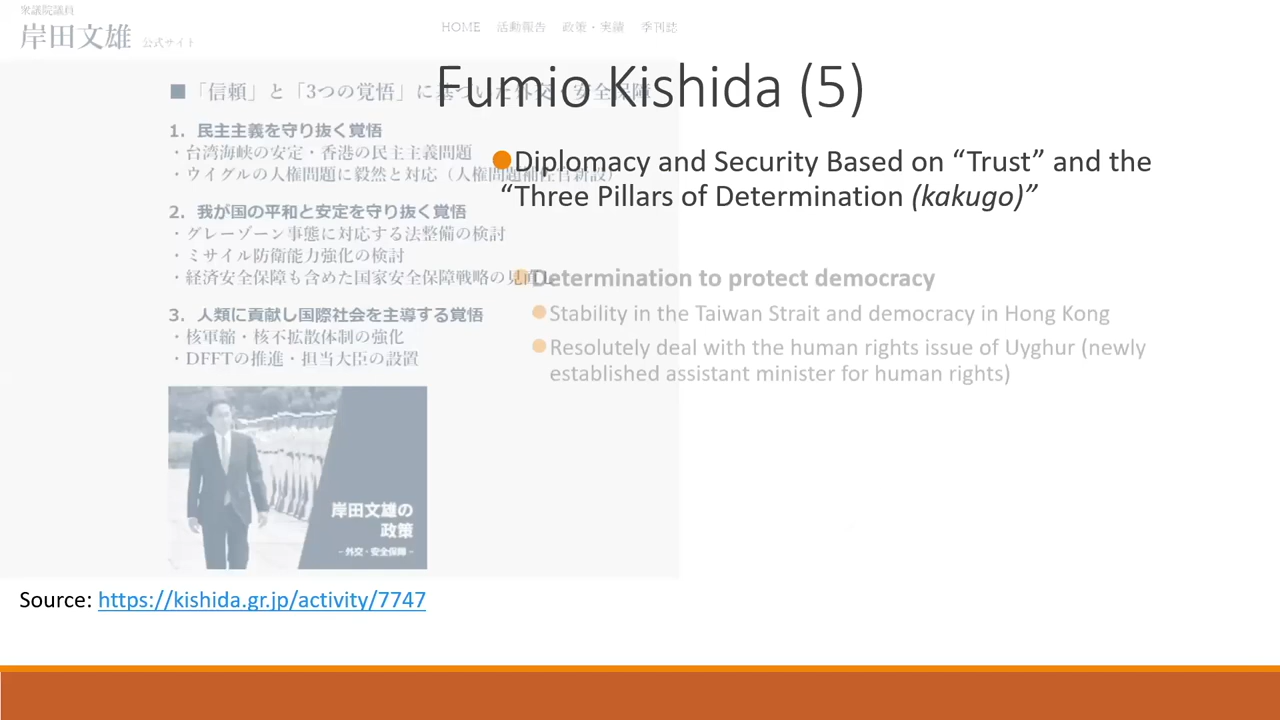 衆議院議員
岸田文雄 公式サイト
HOME 活動報告 政策・実績 季刊誌
Fumio Kishida (5)
■「信頼」と「3つの覚悟」に基づいた外交・安全保障
1. 民主主義を守り抜く覚悟
・台湾海峡の安定・香港の民主主義問題
・ウイグルの人権問題に毅然と対応（人権問題補佐官新設）
2. 我が国の平和と安定を守り抜く覚悟
・グレーゾーン事態に対応する法整備の検討
・ミサイル防衛能力強化の検討
・経済安全保障も含めた国家安全保障戦略の見直し
3. 人類に貢献し国際社会を主導する覚悟
・核軍縮・核不拡散体制の強化
・DFFTの推進・担当大臣の設置
岸田文雄の
政策
－外交・安全保障－
Diplomacy and Security Based on “Trust” and the
“Three Pillars of Determination (kakugo)”
Determination to protect democracy
Stability in the Taiwan Strait and democracy in Hong Kong
Resolutely deal with the human rights issue of Uyghur (newly
established assistant minister for human rights)
Source: https://kishida.gr.jp/activity/7747